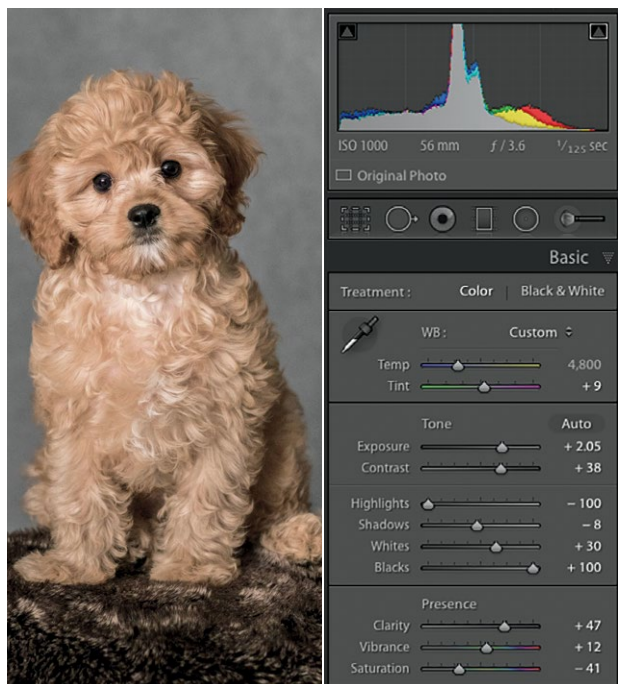 ISO 1000 56 mm ƒ / 3.6 1/125 sec
Original Photo
Basic
Treatment : Color | Black & White
WB : Custom
Temp 4,800
Tint + 9
Tone Auto
Exposure + 2.05
Contrast + 38
Highlights − 100
Shadows − 8
Whites + 30
Blacks + 100
Presence
Clarity + 47
Vibrance + 12
Saturation − 41